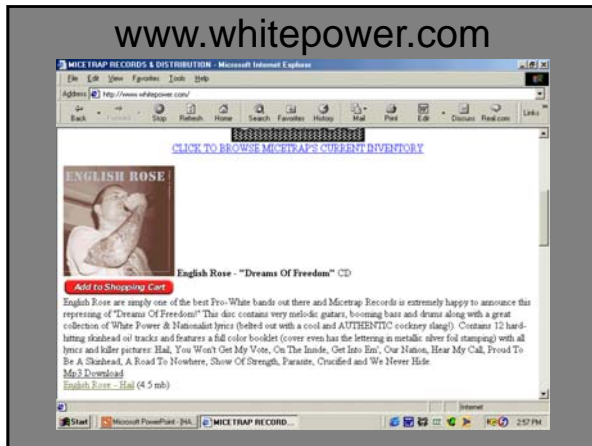 www.whitepower.com
MICETRAP RECORDS & DISTRIBUTION - Microsoft Internet Explorer
File Edit View Favorites Tools Help
Address http://www.whitepower.com/
Back Forward Stop Refresh Home Search Favorites History Mail Print Edit Discuss Real.com Links
CLICK TO BROWSE MICETRAP'S CURRENT INVENTORY
ENGLISH ROSE
English Rose - "Dreams Of Freedom" CD
Add to Shopping Cart
English Rose are simply one of the best Pro-White bands out there and Micetrap Records is extremely happy to announce this
repressing of "Dreams Of Freedom!" This disc contains very melodic guitars, booming bass and drums along with a great
collection of White Power & Nationalist lyrics (belted out with a cool and AUTHENTIC cockney slang!). Contains 12 hard-
hitting skinhead oi! tracks and features a full color booklet (cover even has the lettering in metallic silver foil stamping) with all
lyrics and killer pictures: Hail, You Won't Get My Vote, On The Inside, Get Into Em', Our Nation, Hear My Call, Proud To
Be A Skinhead, A Road To Nowhere, Show Of Strength, Parasite, Crucified and We Never Hide.
Mp3 Download
English Rose - Hail (4.5 mb)
Internet
Start Microsoft PowerPoint - [HA... MICETRAP RECORD... 2:57 PM